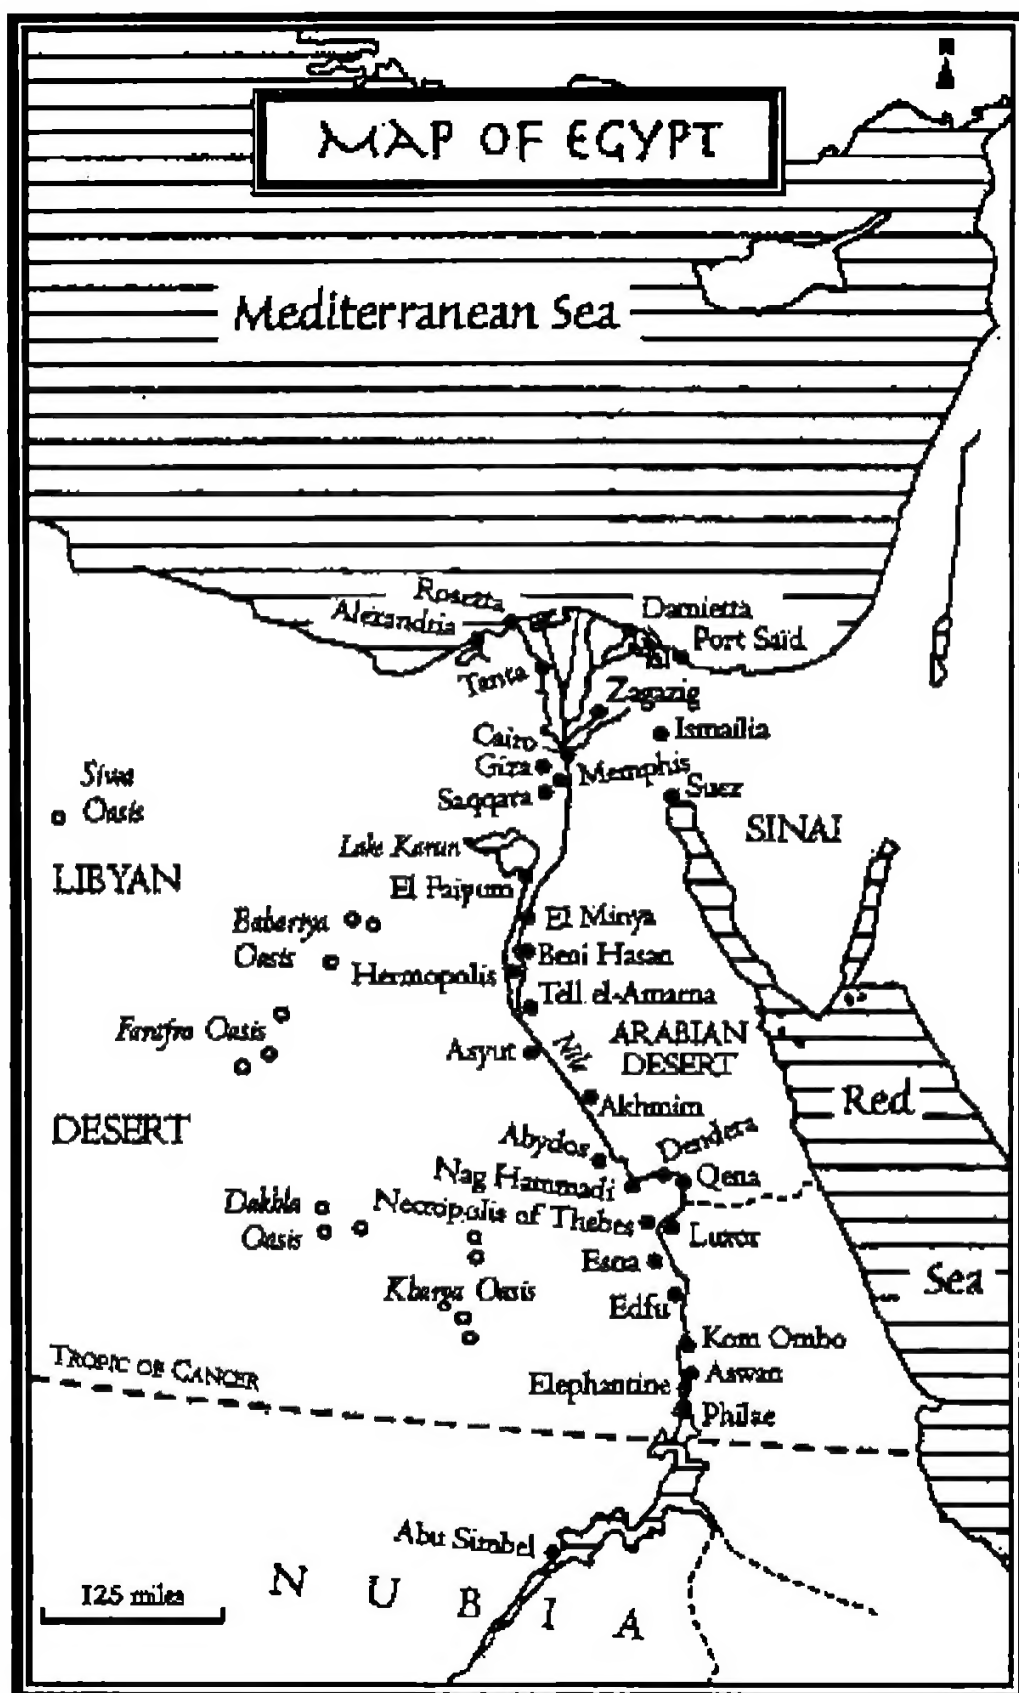 N
MAP OF EGYPT
Mediterranean Sea
Rosetta
Alexandria
Damietta
Port Saïd
Tanta
Zagazig
Cairo
Ismailia
Giza
Memphis
Siwa
Oasis
Saqqara
Suez
SINAI
Lake Karun
LIBYAN
El Faiyum
Bahariya
Oasis
El Minya
Beni Hasan
Hermopolis
Tell el-Amarna
Oasis
Asyut
Nile
ARABIAN
DESERT
Red
Akhmim
DESERT
Abydos
Dendera
Nag Hammadi
Qena
Dakhla
Oasis
Necropolis of Thebes
Luxor
Esna
Sea
Kharga Oasis
Edfu
Kom Ombo
TROPIC OF CANCER
Aswan
Elephantine
Philae
Abu Simbel
NUBIA
125 miles